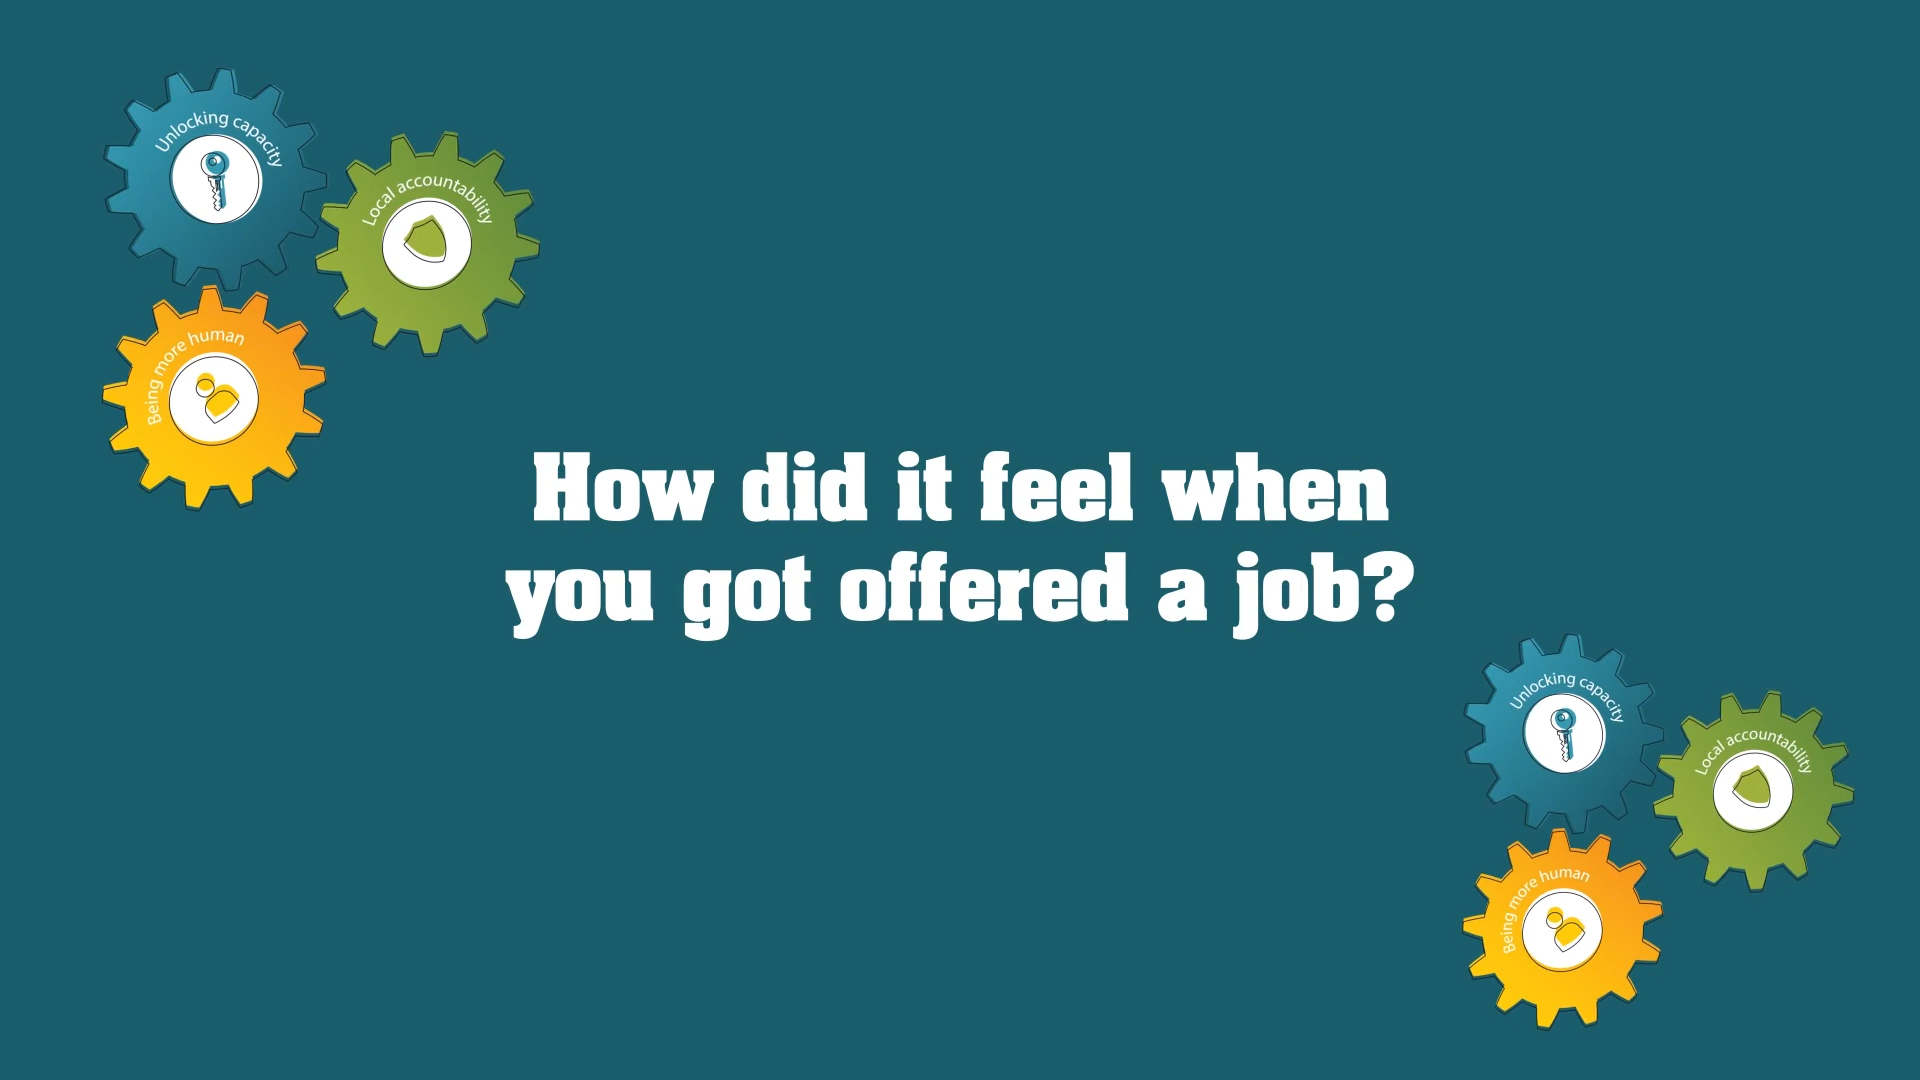 Unlocking capacity
Local accountability
Being more human
How did it feel when
you got offered a job?
Unlocking capacity
Local accountability
Being more human